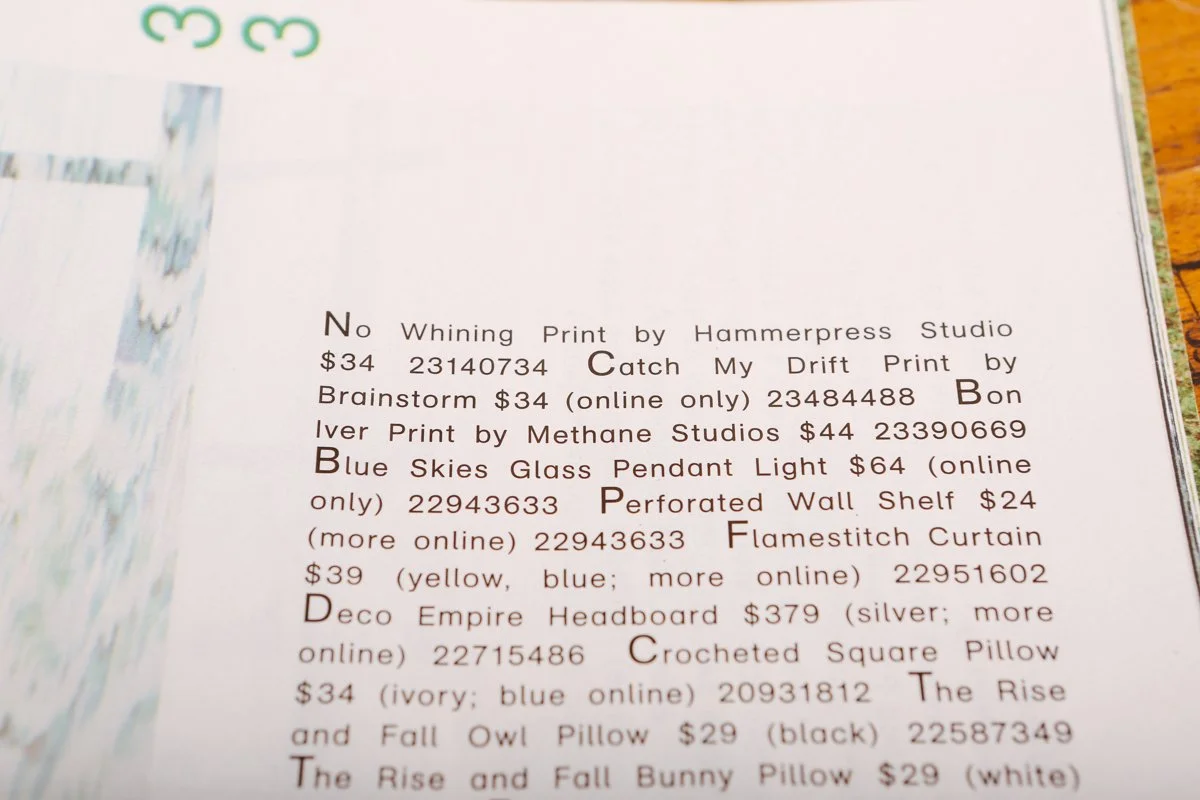 33
No Whining Print by Hammerpress Studio
$34 23140734 Catch My Drift Print by
Brainstorm $34 (online only) 23484488 Bon
Iver Print by Methane Studios $44 23390669
Blue Skies Glass Pendant Light $64 (online
only) 22943633 Perforated Wall Shelf $24
(more online) 22943633 Flamestitch Curtain
$39 (yellow, blue; more online) 22951602
Deco Empire Headboard $379 (silver; more
online) 22715486 Crocheted Square Pillow
$34 (ivory; blue online) 20931812 The Rise
and Fall Owl Pillow $29 (black) 22587349
The Rise and Fall Bunny Pillow $29 (white)